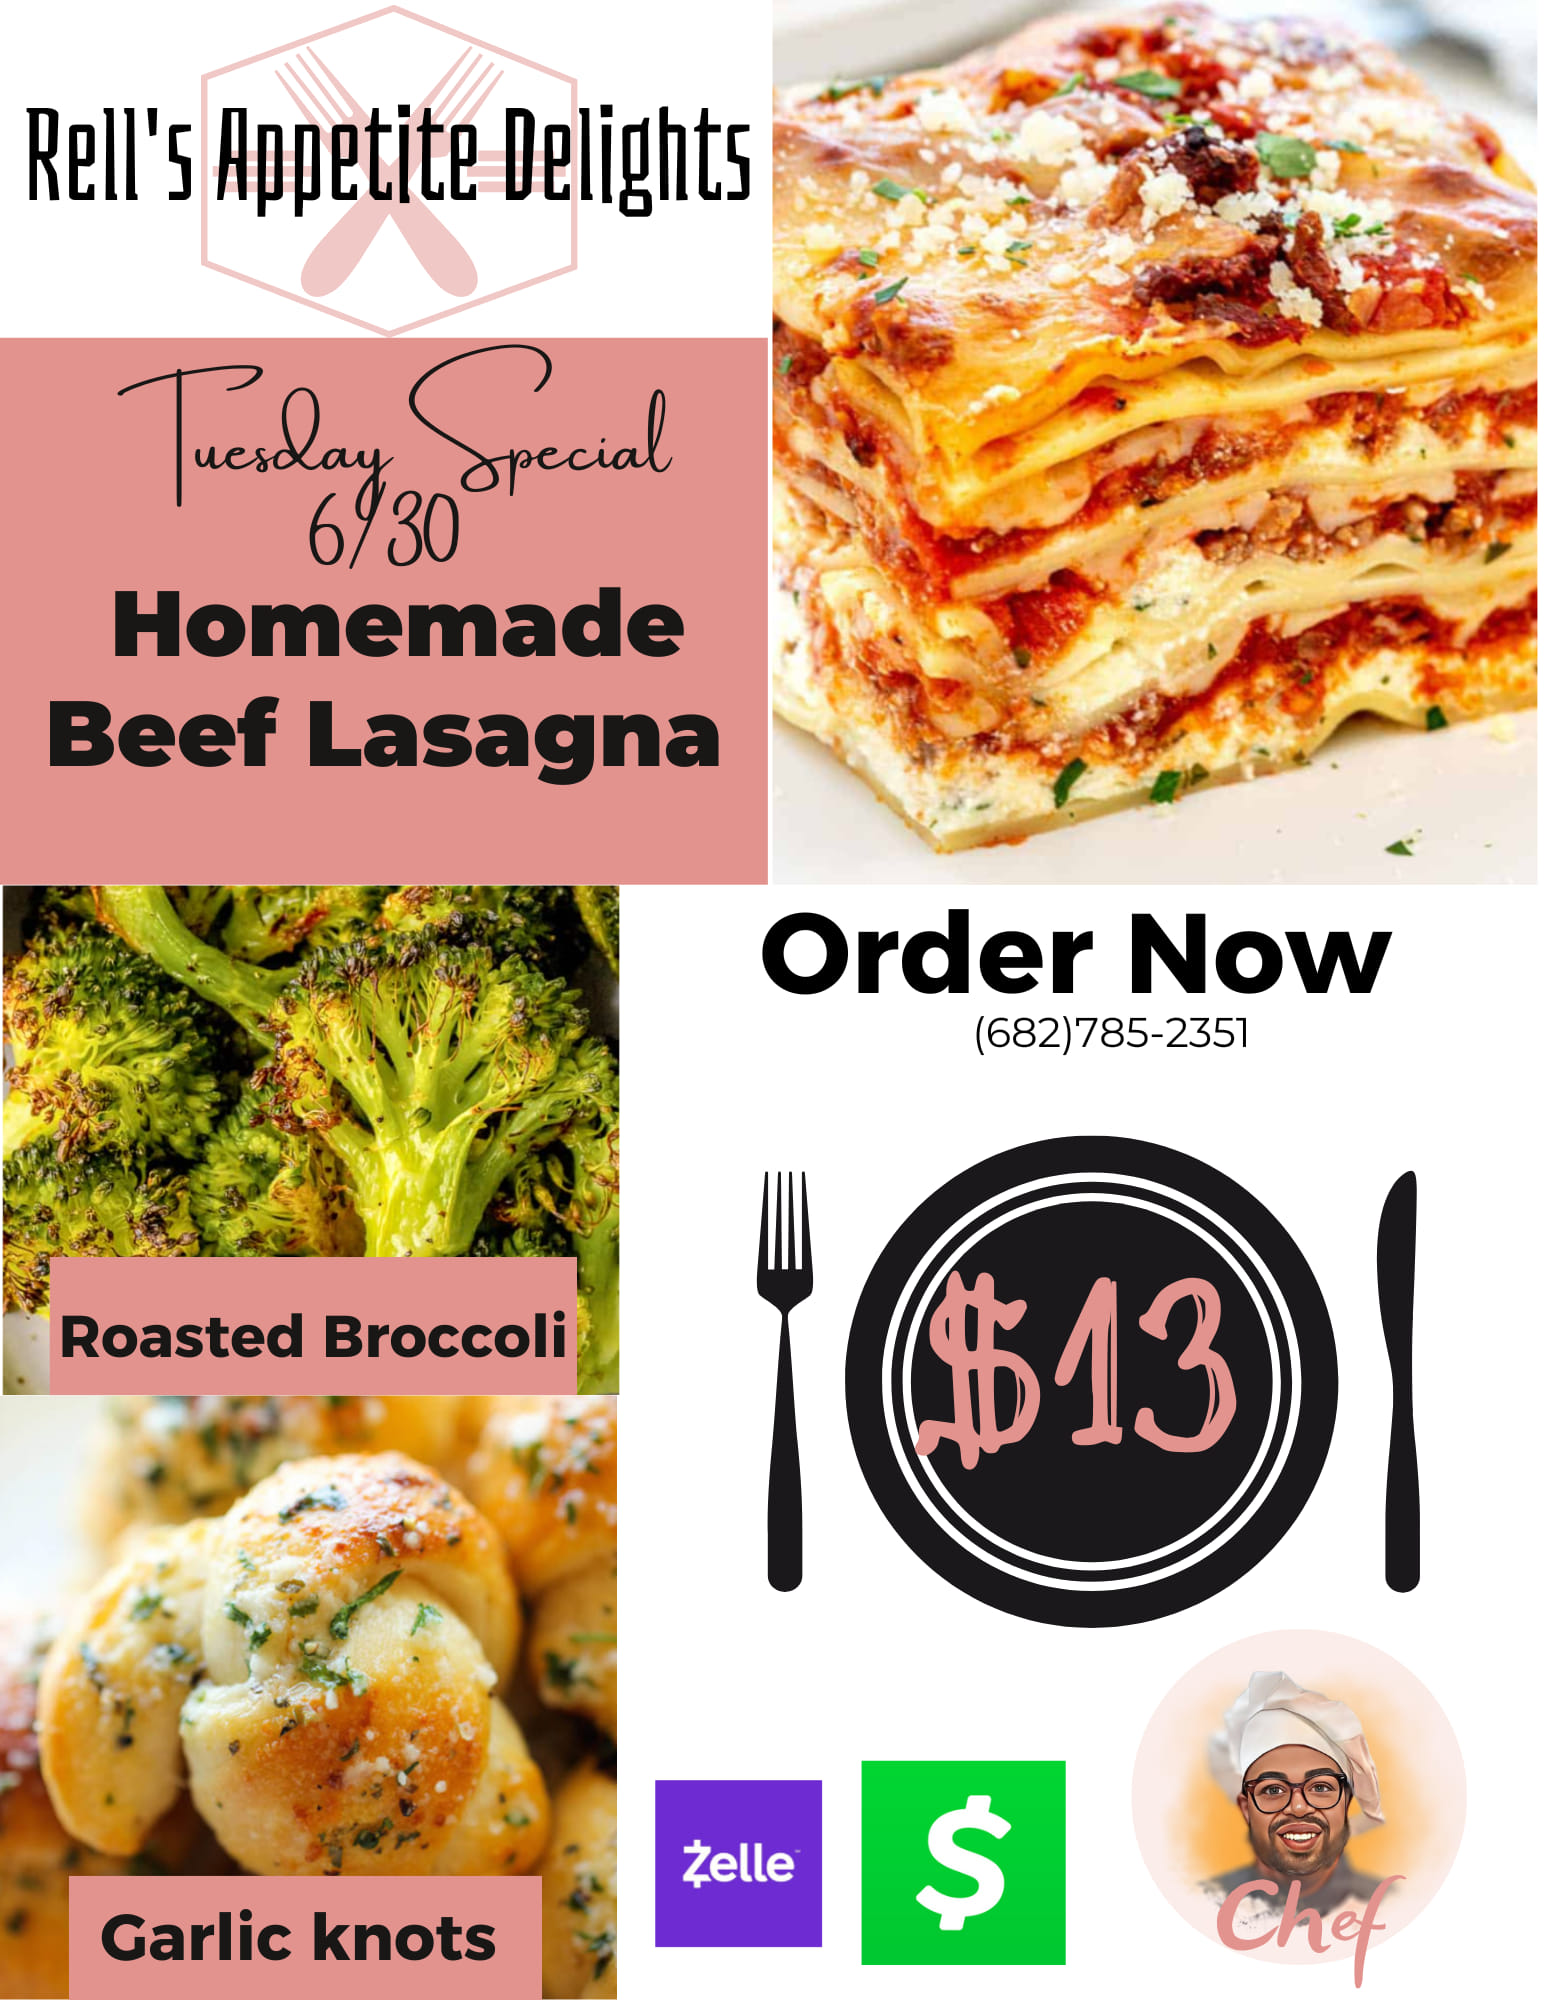 Rell's Appetite Delights
Tuesday Special
6/30
Homemade
Beef Lasagna
Order Now
(682)785-2351
Roasted Broccoli
$13
Garlic knots
Zelle™
$
Chef